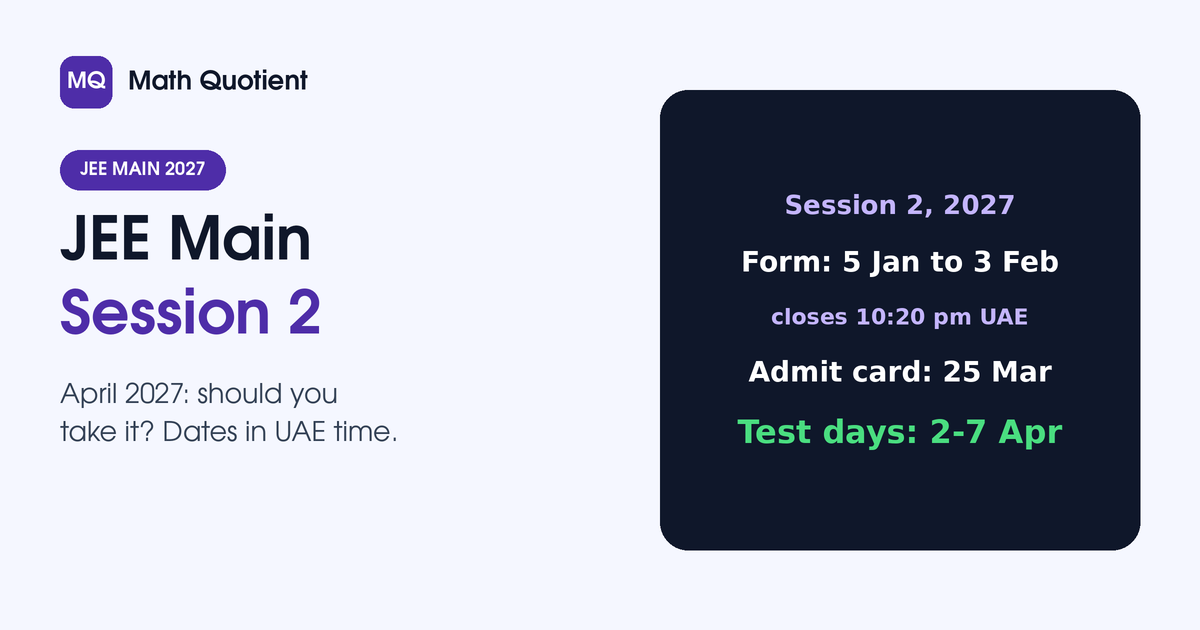 MQ Math Quotient
JEE MAIN 2027
JEE Main
Session 2
April 2027: should you
take it? Dates in UAE time.
Session 2, 2027
Form: 5 Jan to 3 Feb
closes 10:20 pm UAE
Admit card: 25 Mar
Test days: 2-7 Apr